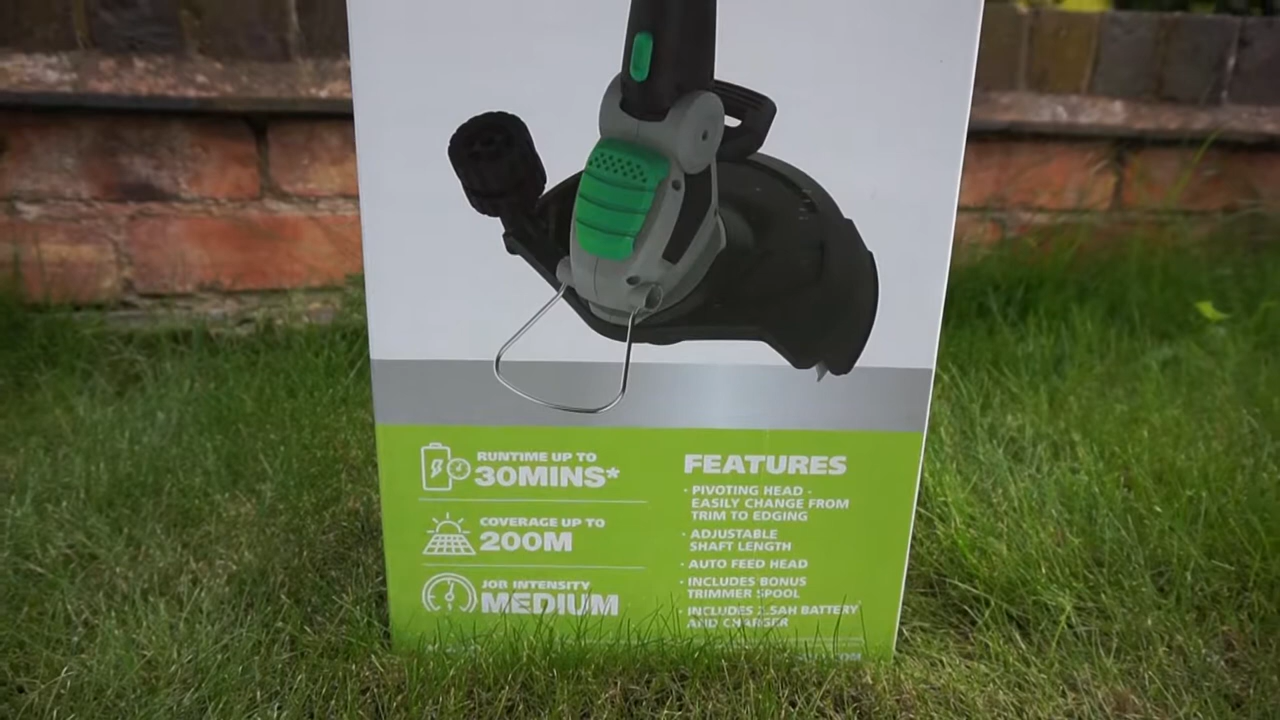 RUNTIME UP TO
30MINS*
COVERAGE UP TO
200M
JOB INTENSITY
MEDIUM
FEATURES
· PIVOTING HEAD -
EASILY CHANGE FROM
TRIM TO EDGING
· ADJUSTABLE
SHAFT LENGTH
· AUTO FEED HEAD
· INCLUDES BONUS
TRIMMER SPOOL
· INCLUDES 2.5AH BATTERY
AND CHARGER